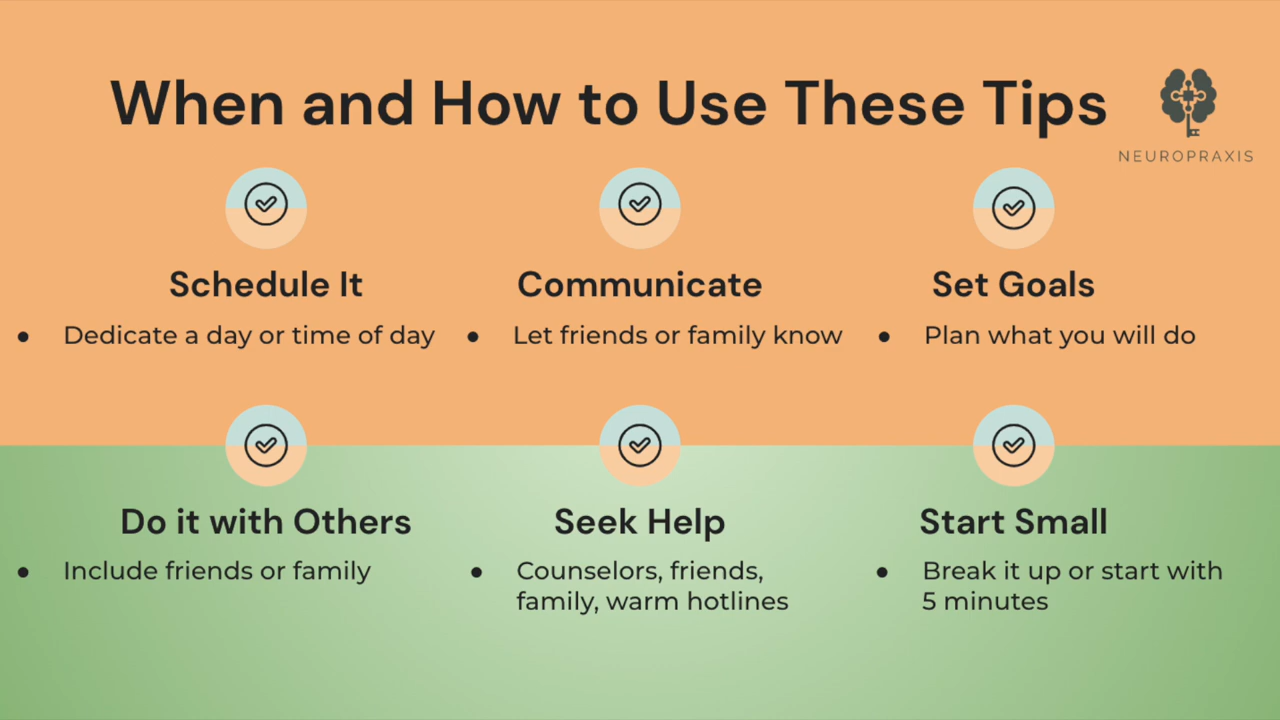 When and How to Use These Tips
NEUROPRAXIS
Schedule It
• Dedicate a day or time of day
Communicate
• Let friends or family know
Set Goals
• Plan what you will do
Do it with Others
• Include friends or family
Seek Help
• Counselors, friends,
family, warm hotlines
Start Small
• Break it up or start with
5 minutes